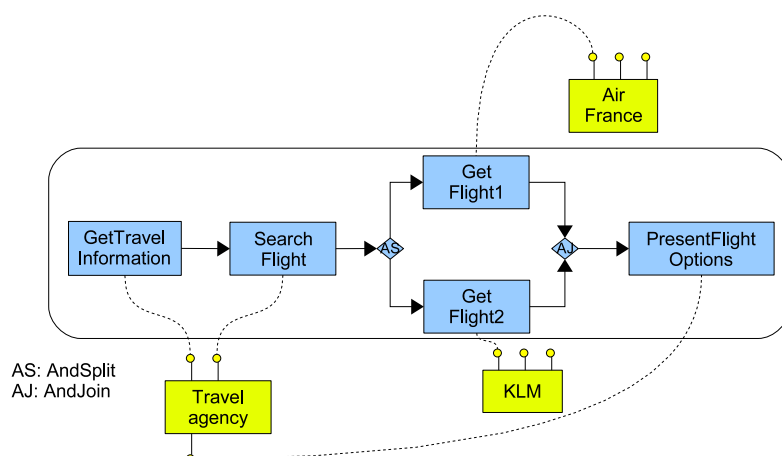 Air
France
Get
Flight1
GetTravel
Information
Search
Flight
AS
AJ
PresentFlight
Options
Get
Flight2
AS: AndSplit
AJ: AndJoin
Travel
agency
KLM